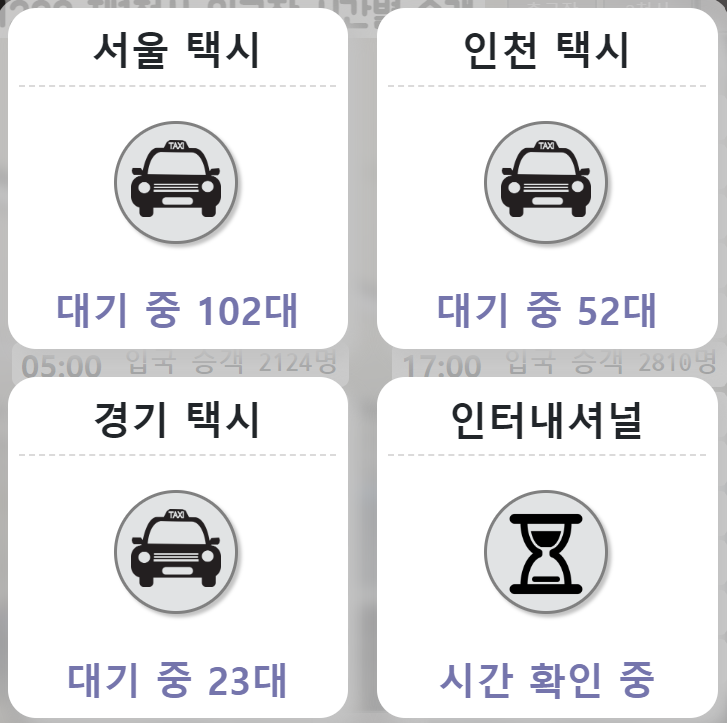 서울 택시
인천 택시
TAXI
TAXI
대기 중 102대
대기 중 52대
05:00 입국 승객 2124명
17:00 입국 승객 2810명
경기 택시
인터내셔널
TAXI
대기 중 23대
시간 확인 중